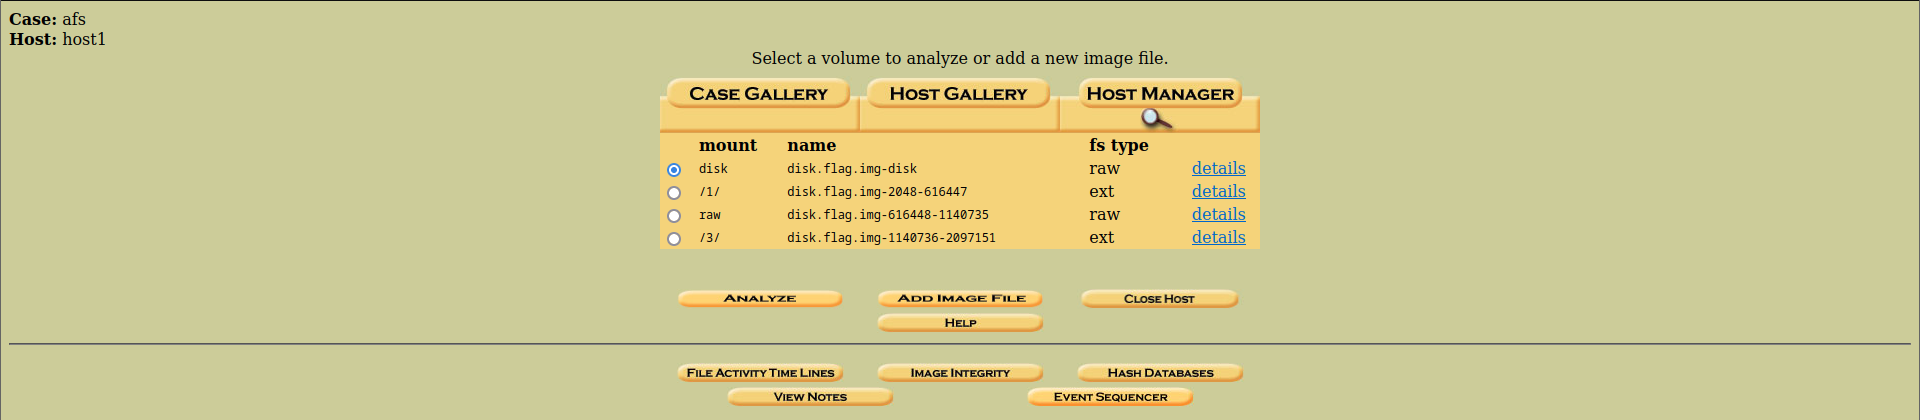 Case: afs
Host: host1
Select a volume to analyze or add a new image file.
CASE GALLERY HOST GALLERY HOST MANAGER
mount name fs type
disk disk.flag.img-disk raw details
/1/ disk.flag.img-2048-616447 ext details
raw disk.flag.img-616448-1140735 raw details
/3/ disk.flag.img-1140736-2097151 ext details
ANALYZE ADD IMAGE FILE CLOSE HOST
HELP
FILE ACTIVITY TIME LINES IMAGE INTEGRITY HASH DATABASES
VIEW NOTES EVENT SEQUENCER